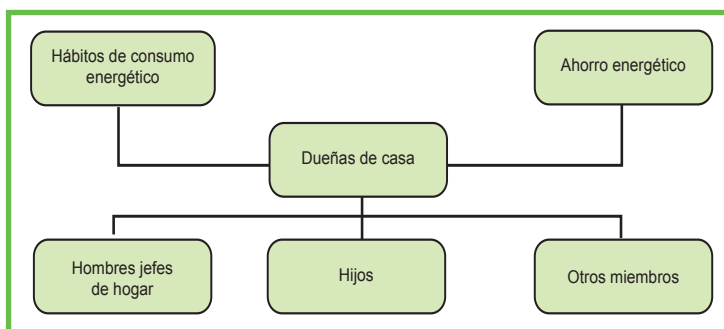 Hábitos de consumo
energético
Ahorro energético
Dueñas de casa
Hombres jefes
de hogar
Hijos
Otros miembros